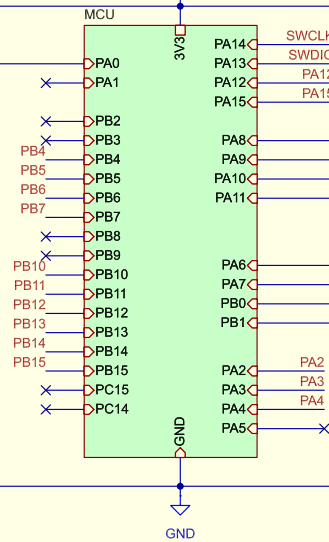 MCU
3V3
PA0
PA1
PB2
PB3
PB4 PB4
PB5 PB5
PB6 PB6
PB7 PB7
PB8
PB9
PB10 PB10
PB11 PB11
PB12 PB12
PB13 PB13
PB14 PB14
PB15 PB15
PC15
PC14
PA14 SWCLK
PA13 SWDIO
PA12 PA12
PA15 PA15
PA8
PA9
PA10
PA11
PA6
PA7
PB0
PB1
PA2 PA2
PA3 PA3
PA4 PA4
PA5
GND
GND